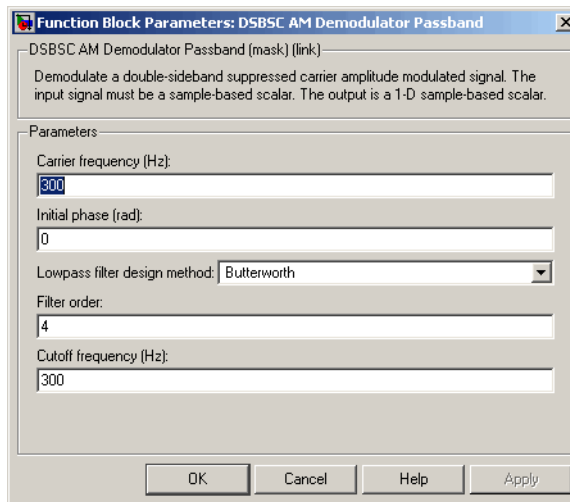 Function Block Parameters: DSBSC AM Demodulator Passband
DSBSC AM Demodulator Passband (mask) (link)
Demodulate a double-sideband suppressed carrier amplitude modulated signal. The
input signal must be a sample-based scalar. The output is a 1-D sample-based scalar.
Parameters
Carrier frequency (Hz):
300
Initial phase (rad):
0
Lowpass filter design method: Butterworth
Filter order:
4
Cutoff frequency (Hz):
300
OK Cancel Help Apply